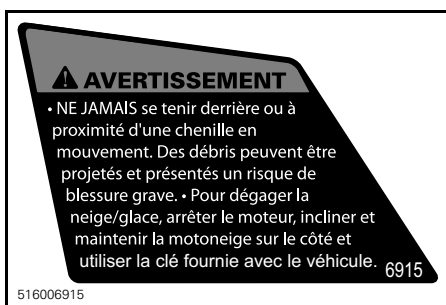 AVERTISSEMENT
• NE JAMAIS se tenir derrière ou à
proximité d'une chenille en
mouvement. Des débris peuvent être
projetés et présentés un risque de
blessure grave. • Pour dégager la
neige/glace, arrêter le moteur, incliner et
maintenir la motoneige sur le côté et
utiliser la clé fournie avec le véhicule.
6915
516006915